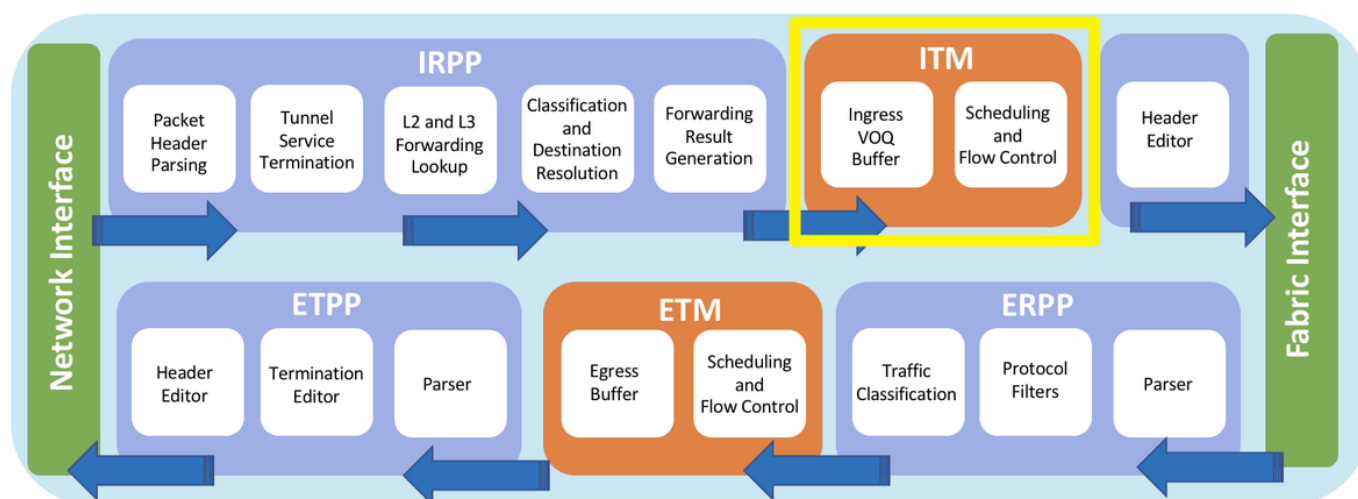 Network Interface
IRPP
Packet
Header
Parsing
Tunnel
Service
Termination
L2 and L3
Forwarding
Lookup
Classification
and
Destination
Resolution
Forwarding
Result
Generation
ITM
Ingress
VOQ
Buffer
Scheduling
and
Flow Control
Header
Editor
Fabric Interface
ETPP
Header
Editor
Termination
Editor
Parser
ETM
Egress
Buffer
Scheduling
and
Flow Control
ERPP
Traffic
Classification
Protocol
Filters
Parser